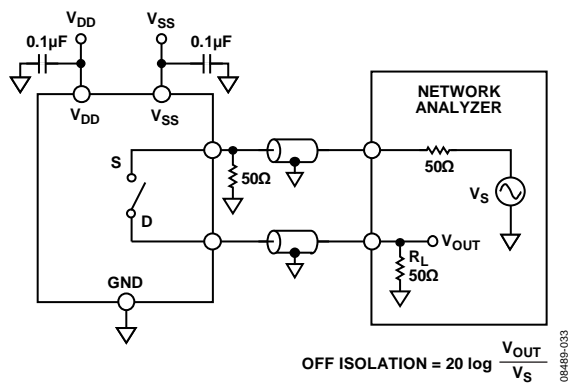 VDD
VSS
0.1µF
0.1µF
VDD
VSS
NETWORK
ANALYZER
S
50Ω
50Ω
VS
D
VOUT
GND
RL
50Ω
OFF ISOLATION = 20 log VOUT/VS
08489-033